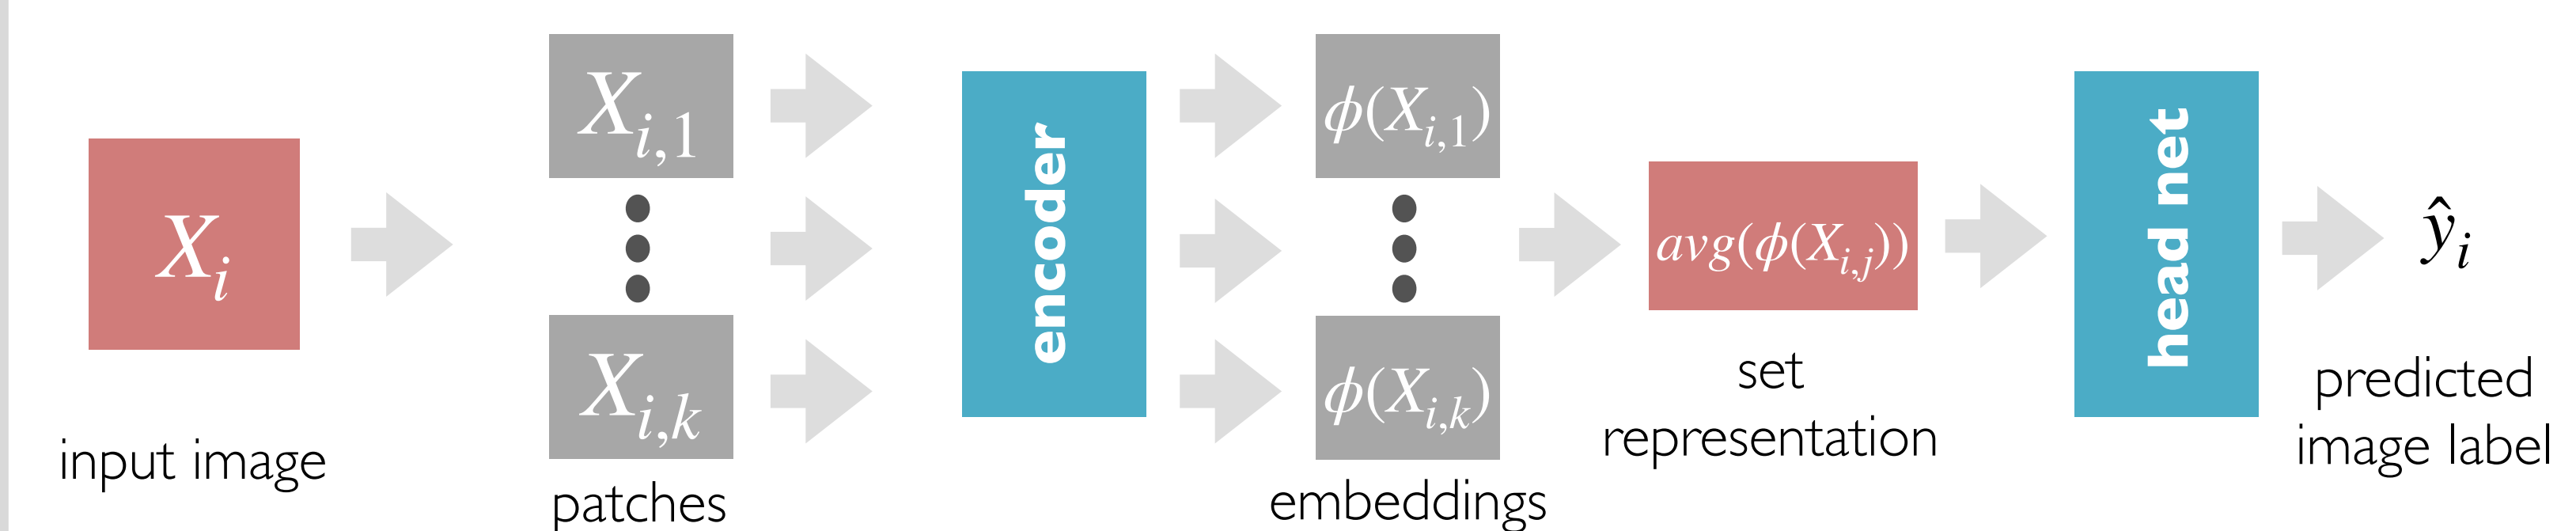 X_i
input image
X_{i,1}
X_{i,k}
patches
encoder
ϕ(X_{i,1})
ϕ(X_{i,k})
embeddings
avg(ϕ(X_{i,j}))
set
representation
head net
ŷ_i
predicted
image label